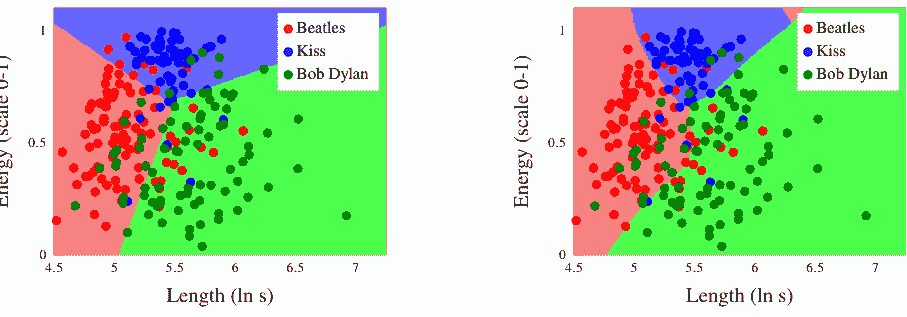 Energy (scale 0-1)
1
0.5
0
4.5 5 5.5 6 6.5 7
Length (ln s)
Beatles
Kiss
Bob Dylan
Energy (scale 0-1)
1
0.5
0
4.5 5 5.5 6 6.5 7
Length (ln s)
Beatles
Kiss
Bob Dylan